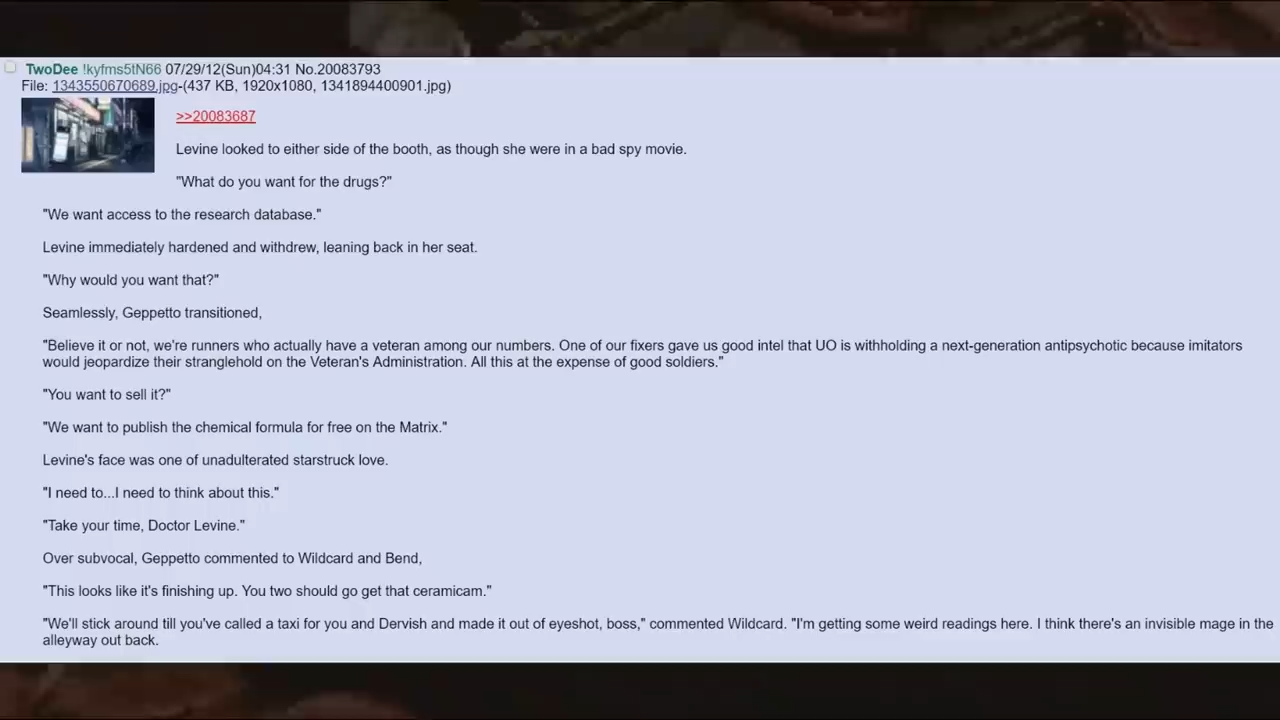 TwoDee !kyfms5tN66 07/29/12(Sun)04:31 No.20083793
File: 1343550670689.jpg-(437 KB, 1920x1080, 1341894400901.jpg)
>>20083687
Levine looked to either side of the booth, as though she were in a bad spy movie.
"What do you want for the drugs?"
"We want access to the research database."
Levine immediately hardened and withdrew, leaning back in her seat.
"Why would you want that?"
Seamlessly, Geppetto transitioned,
"Believe it or not, we're runners who actually have a veteran among our numbers. One of our fixers gave us good intel that UO is withholding a next-generation antipsychotic because imitators
would jeopardize their stranglehold on the Veteran's Administration. All this at the expense of good soldiers."
"You want to sell it?"
"We want to publish the chemical formula for free on the Matrix."
Levine's face was one of unadulterated starstruck love.
"I need to...I need to think about this."
"Take your time, Doctor Levine."
Over subvocal, Geppetto commented to Wildcard and Bend,
"This looks like it's finishing up. You two should go get that ceramicam."
"We'll stick around till you've called a taxi for you and Dervish and made it out of eyeshot, boss," commented Wildcard. "I'm getting some weird readings here. I think there's an invisible mage in the
alleyway out back.